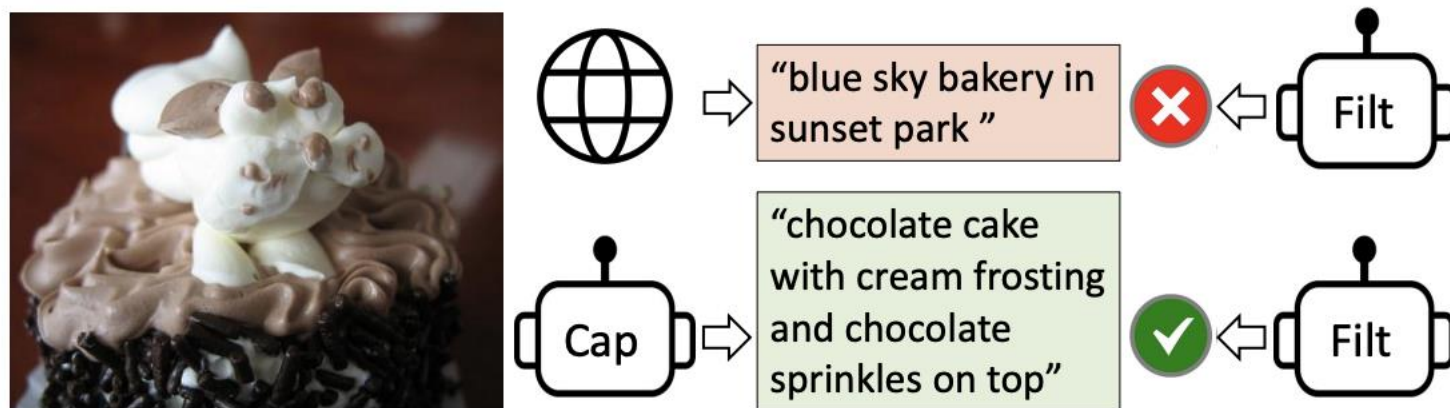 “blue sky bakery in
sunset park ”
Filt
“chocolate cake
with cream frosting
and chocolate
sprinkles on top”
Cap
Filt